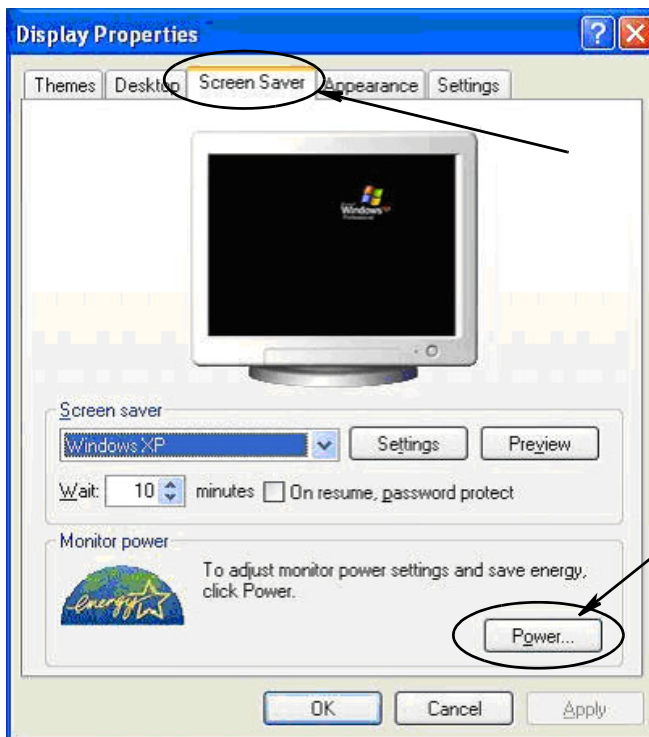 Display Properties
Themes Desktop Screen Saver Appearance Settings
Windows
Screen saver
Windows XP Settings Preview
Wait: 10 minutes On resume, password protect
Monitor power
To adjust monitor power settings and save energy,
click Power.
energy
Power...
OK Cancel Apply